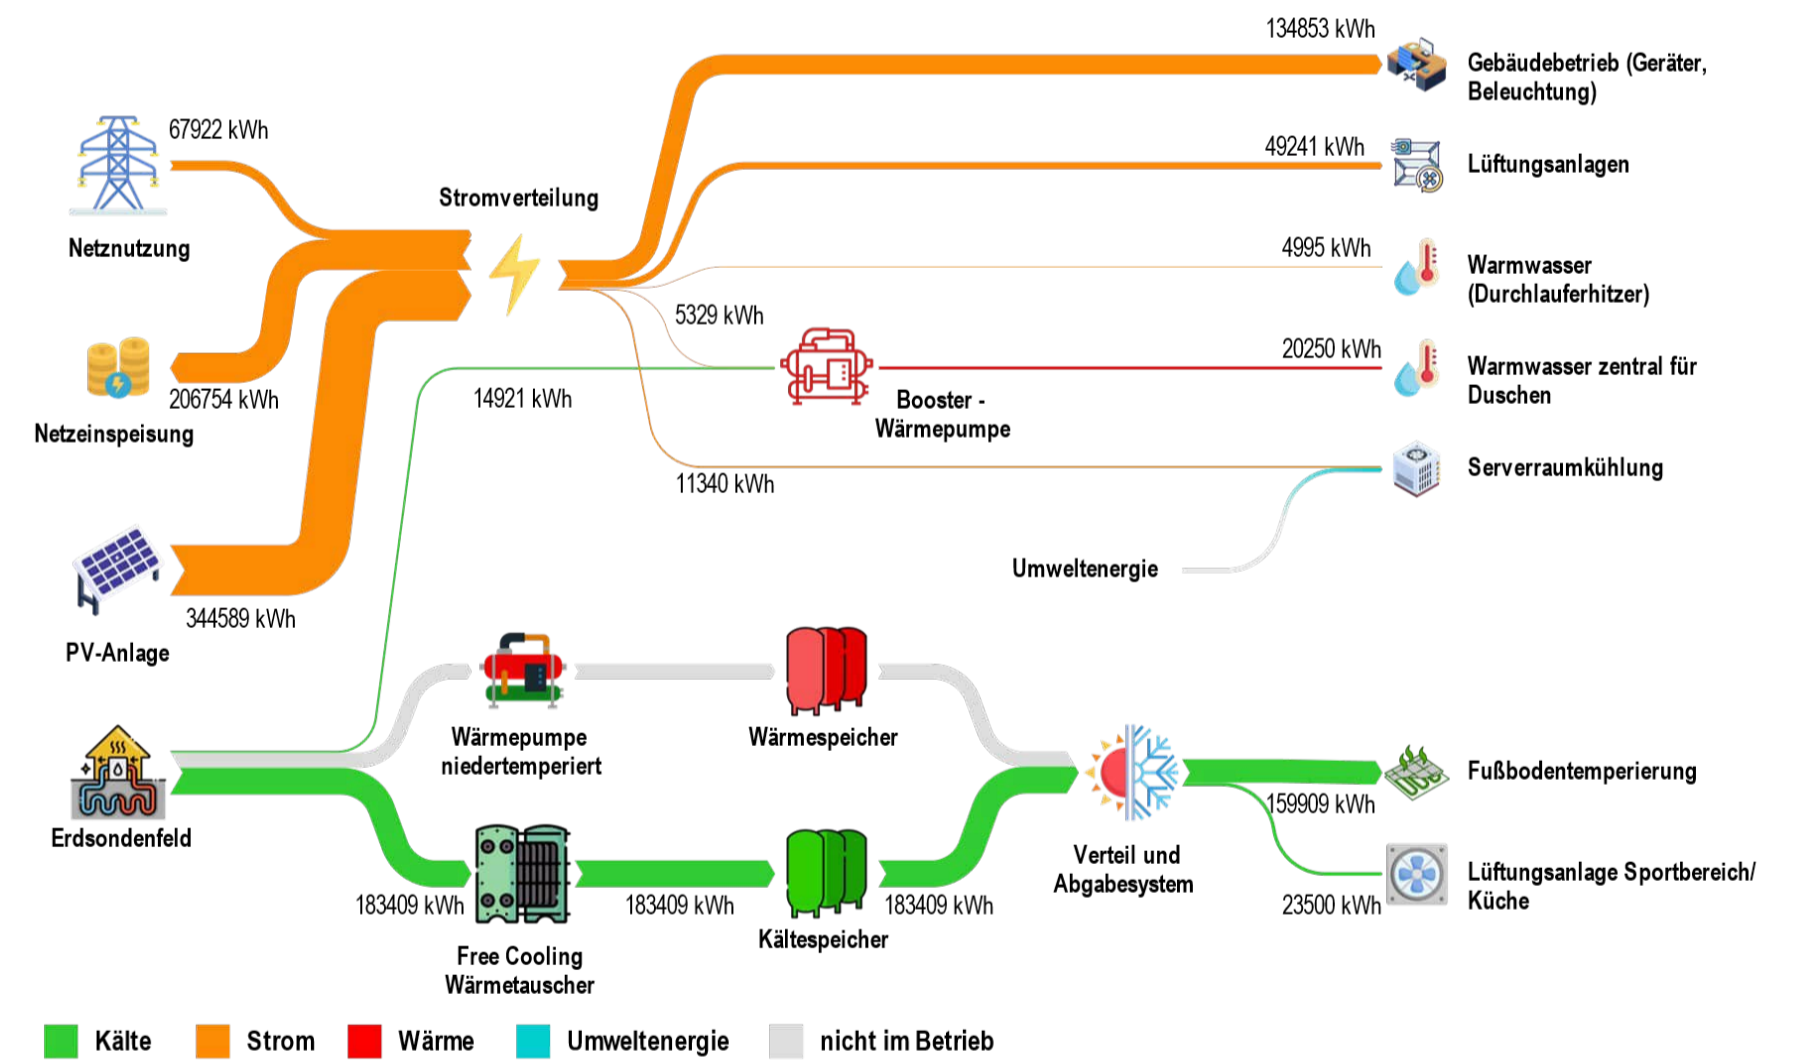 134853 kWh
Gebäudebetrieb (Geräter,
Beleuchtung)
67922 kWh
49241 kWh
Lüftungsanlagen
Stromverteilung
Netznutzung
4995 kWh
Warmwasser
(Durchlauferhitzer)
5329 kWh
20250 kWh
Warmwasser zentral für
Duschen
206754 kWh
Netzeinspeisung
14921 kWh
Booster -
Wärmepumpe
11340 kWh
Serverraumkühlung
Umweltenergie
344589 kWh
PV-Anlage
Wärmepumpe
niedertemperiert
Wärmespeicher
Fußbodentemperierung
159909 kWh
Erdsondenfeld
Verteil und
Abgabesystem
Lüftungsanlage Sportbereich/
Küche
183409 kWh
183409 kWh
183409 kWh
23500 kWh
Kältespeicher
Free Cooling
Wärmetauscher
Kälte
Strom
Wärme
Umweltenergie
nicht im Betrieb